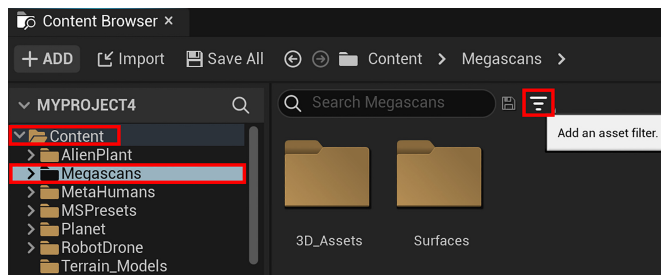 Content Browser ×
+ ADD Import Save All Content > Megascans >
MYPROJECT4
Search Megascans
Add an asset filter.
Content
AlienPlant
Megascans
MetaHumans
MSPresets
Planet
RobotDrone
Terrain_Models
3D_Assets
Surfaces